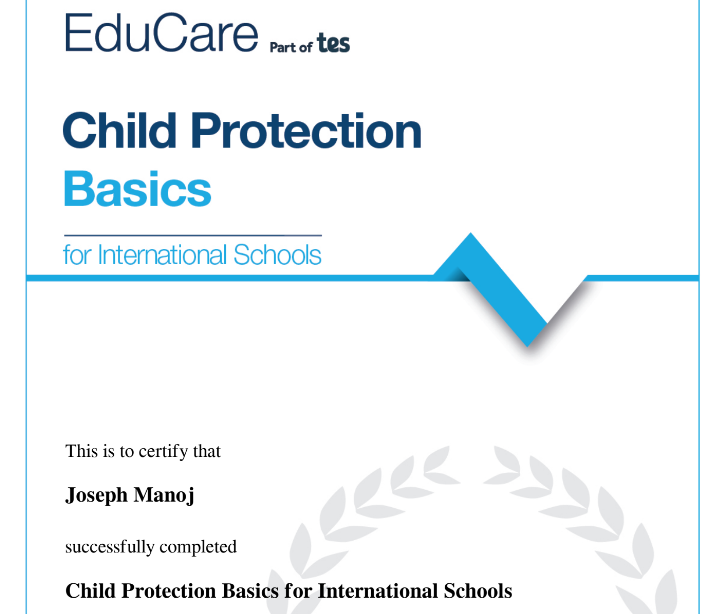 EduCare Part of tes
Child Protection
Basics
for International Schools
This is to certify that
Joseph Manoj
successfully completed
Child Protection Basics for International Schools